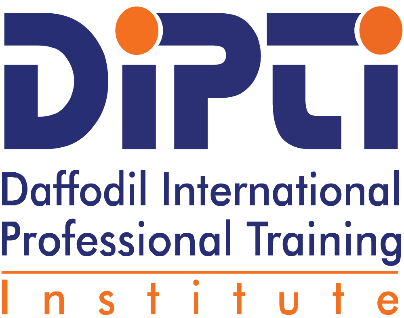 DiPTi
Daffodil International
Professional Training
Institute